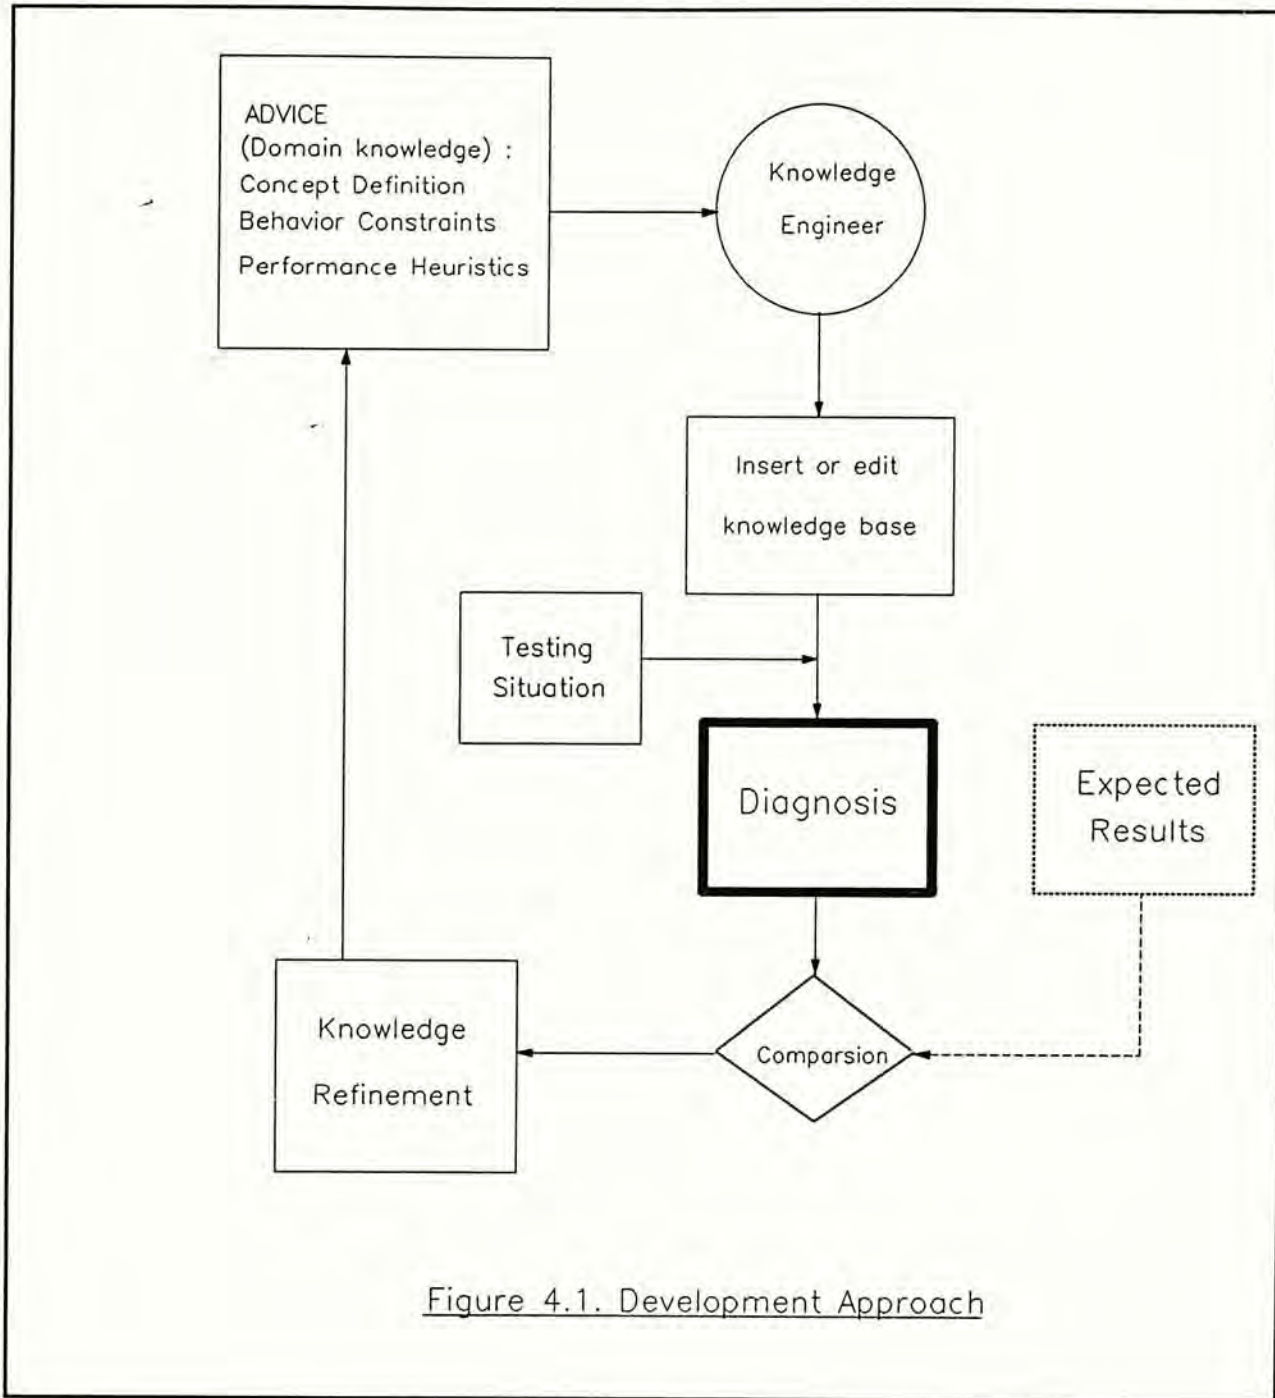 ADVICE
(Domain knowledge) :
Concept Definition
Behavior Constraints
Performance Heuristics
Knowledge
Engineer
Insert or edit
knowledge base
Testing
Situation
Diagnosis
Expected
Results
Comparsion
Knowledge
Refinement
Figure 4.1. Development Approach